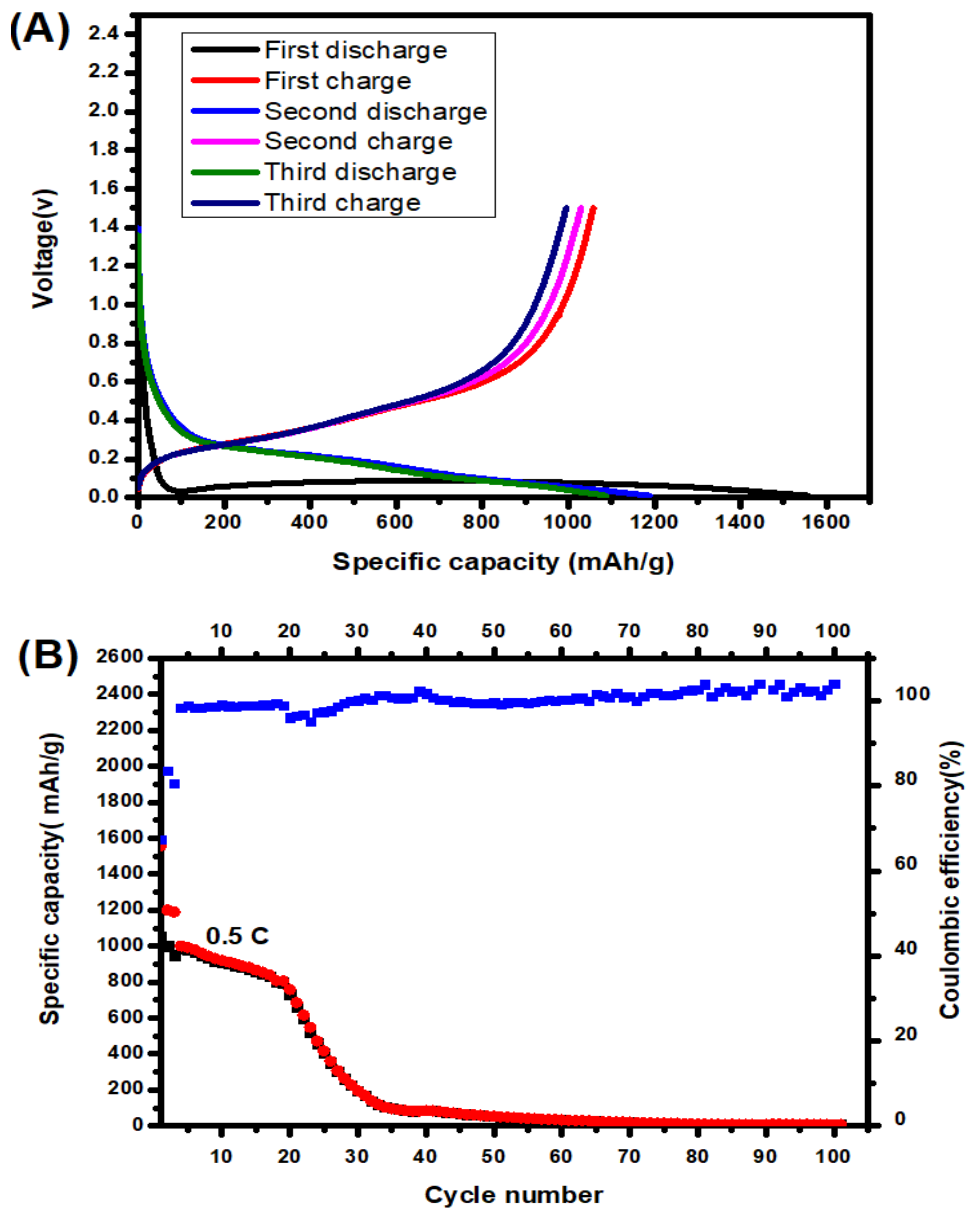 (A)
2.4
2.2
2.0
1.8
1.6
1.4
1.2
1.0
0.8
0.6
0.4
0.2
0.0
Voltage(v)
First discharge
First charge
Second discharge
Second charge
Third discharge
Third charge
0 200 400 600 800 1000 1200 1400 1600
Specific capacity (mAh/g)
(B)
10 20 30 40 50 60 70 80 90 100
2600
2400
2200
2000
1800
1600
1400
1200
1000
800
600
400
200
0
Specific capacity( mAh/g)
0.5 C
100
80
60
40
20
0
Coulombic efficiency(%)
10 20 30 40 50 60 70 80 90 100
Cycle number